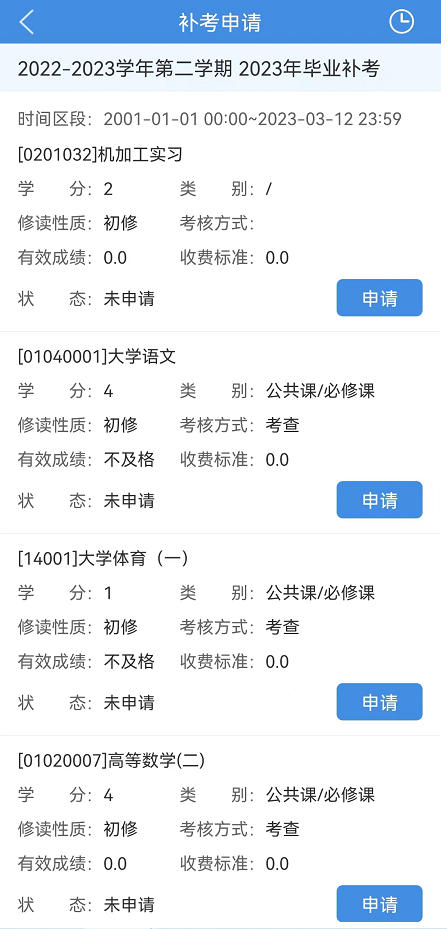 补考申请
2022-2023学年第二学期 2023年毕业补考
时间区段：2001-01-01 00:00~2023-03-12 23:59
[0201032]机加工实习
学 分：2 类 别：/
修读性质：初修 考核方式：
有效成绩：0.0 收费标准：0.0
状 态：未申请 申请
[01040001]大学语文
学 分：4 类 别：公共课/必修课
修读性质：初修 考核方式：考查
有效成绩：不及格 收费标准：0.0
状 态：未申请 申请
[14001]大学体育（一）
学 分：1 类 别：公共课/必修课
修读性质：初修 考核方式：考查
有效成绩：不及格 收费标准：0.0
状 态：未申请 申请
[01020007]高等数学(二)
学 分：4 类 别：公共课/必修课
修读性质：初修 考核方式：考查
有效成绩：0.0 收费标准：0.0
状 态：未申请 申请